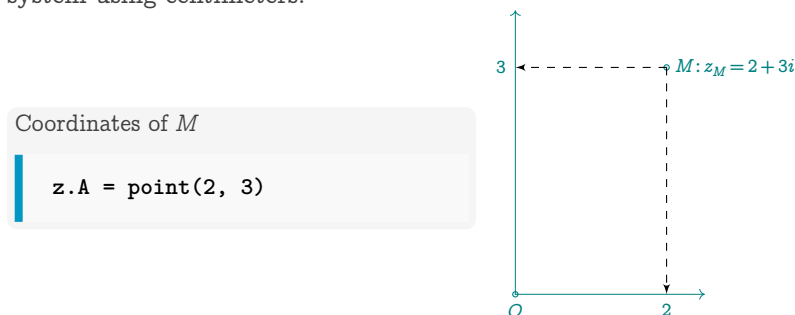 system using centimeters.
Coordinates of M
z.A = point(2, 3)
3
M: z_M = 2 + 3i
O
2